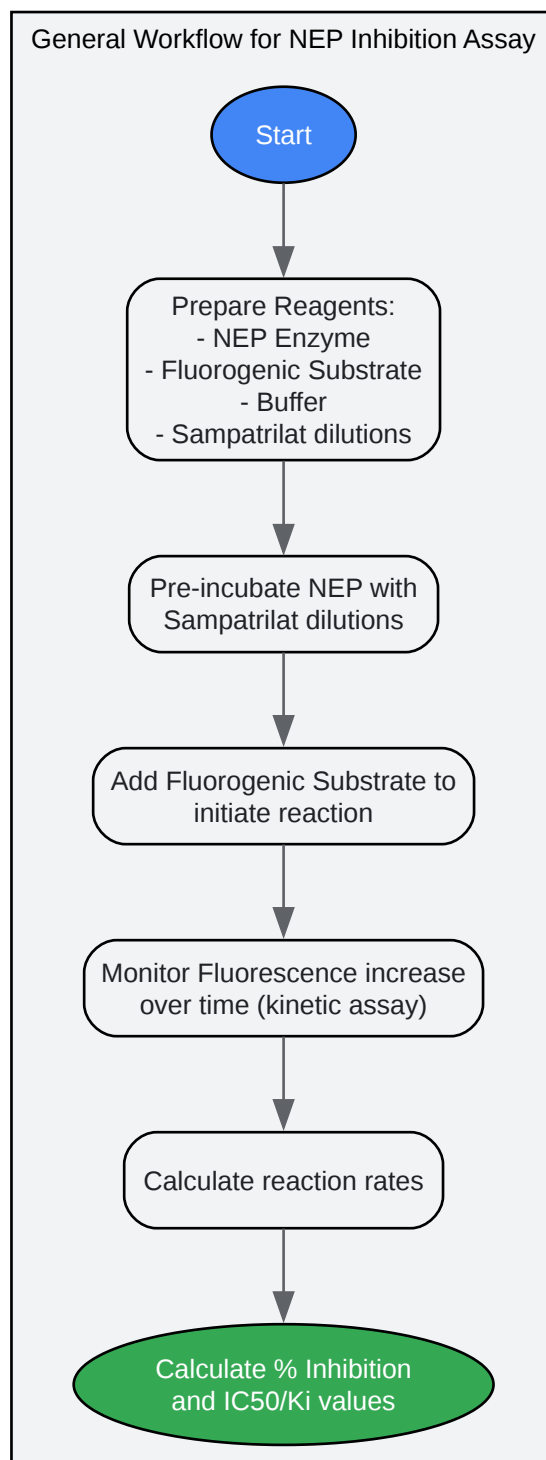 General Workflow for NEP Inhibition Assay
Start
Prepare Reagents:
- NEP Enzyme
- Fluorogenic Substrate
- Buffer
- Sampatrilat dilutions
Pre-incubate NEP with
Sampatrilat dilutions
Add Fluorogenic Substrate to
initiate reaction
Monitor Fluorescence increase
over time (kinetic assay)
Calculate reaction rates
Calculate % Inhibition
and IC50/Ki values